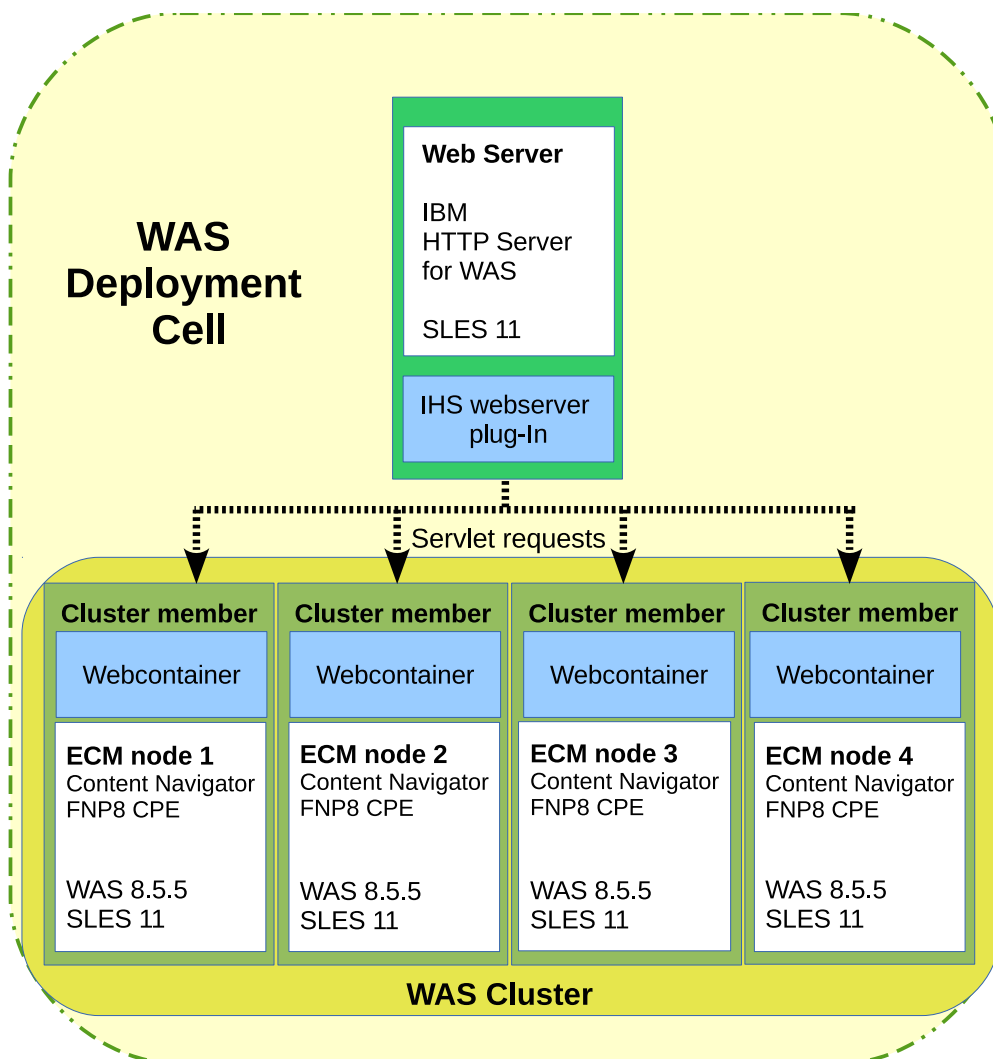 WAS
Deployment
Cell
Web Server
IBM
HTTP Server
for WAS
SLES 11
IHS webserver
plug-In
Servlet requests
Cluster member
Webcontainer
ECM node 1
Content Navigator
FNP8 CPE
WAS 8.5.5
SLES 11
Cluster member
Webcontainer
ECM node 2
Content Navigator
FNP8 CPE
WAS 8.5.5
SLES 11
Cluster member
Webcontainer
ECM node 3
Content Navigator
FNP8 CPE
WAS 8.5.5
SLES 11
Cluster member
Webcontainer
ECM node 4
Content Navigator
FNP8 CPE
WAS 8.5.5
SLES 11
WAS Cluster